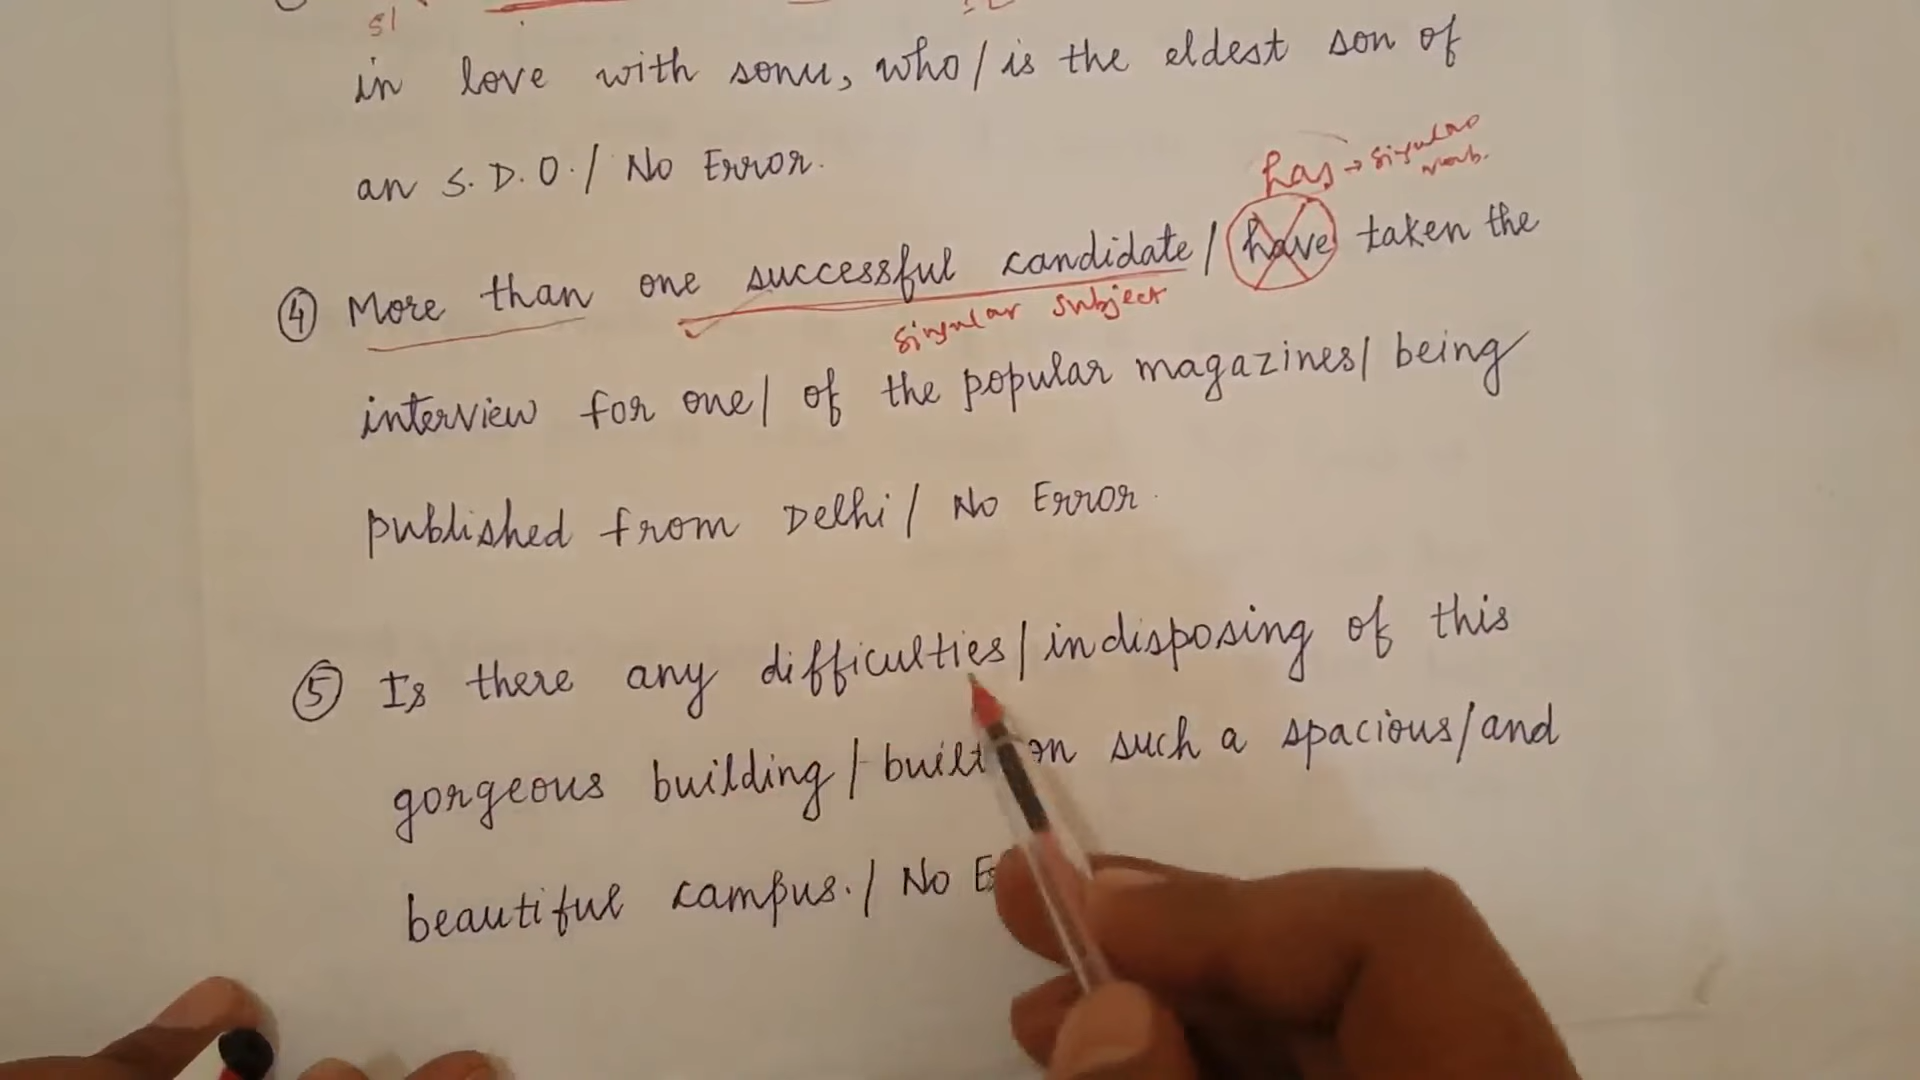 in love with sonu, who/is the eldest son of
an S.D.O./ No Error.
has → singular verb.
④ More than one successful candidate/ have taken the
singular subject
interview for one/ of the popular magazines/ being
published from Delhi/ No Error.
⑤ Is there any difficulties/ indisposing of this
gorgeous building/ built on such a spacious/ and
beautiful campus./ No